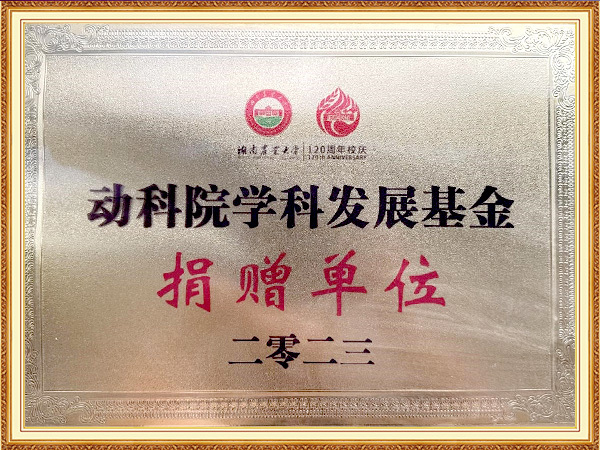 湖南农业大学 120周年校庆
120th ANNIVERSARY
动科院学科发展基金
捐赠单位
二零二三